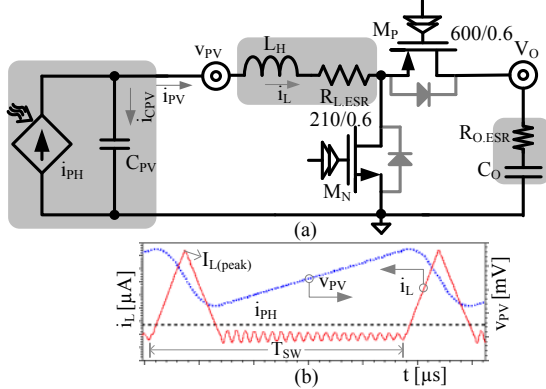 M_P
600/0.6
v_PV
L_H
V_O
i_PV
i_CPV
i_L
R_L.ESR
i_PH
C_PV
210/0.6
M_N
R_O.ESR
C_O
(a)
I_L(peak)
v_PV
i_L
i_PH
T_SW
i_L [µA]
v_PV [mV]
(b)
t [µs]